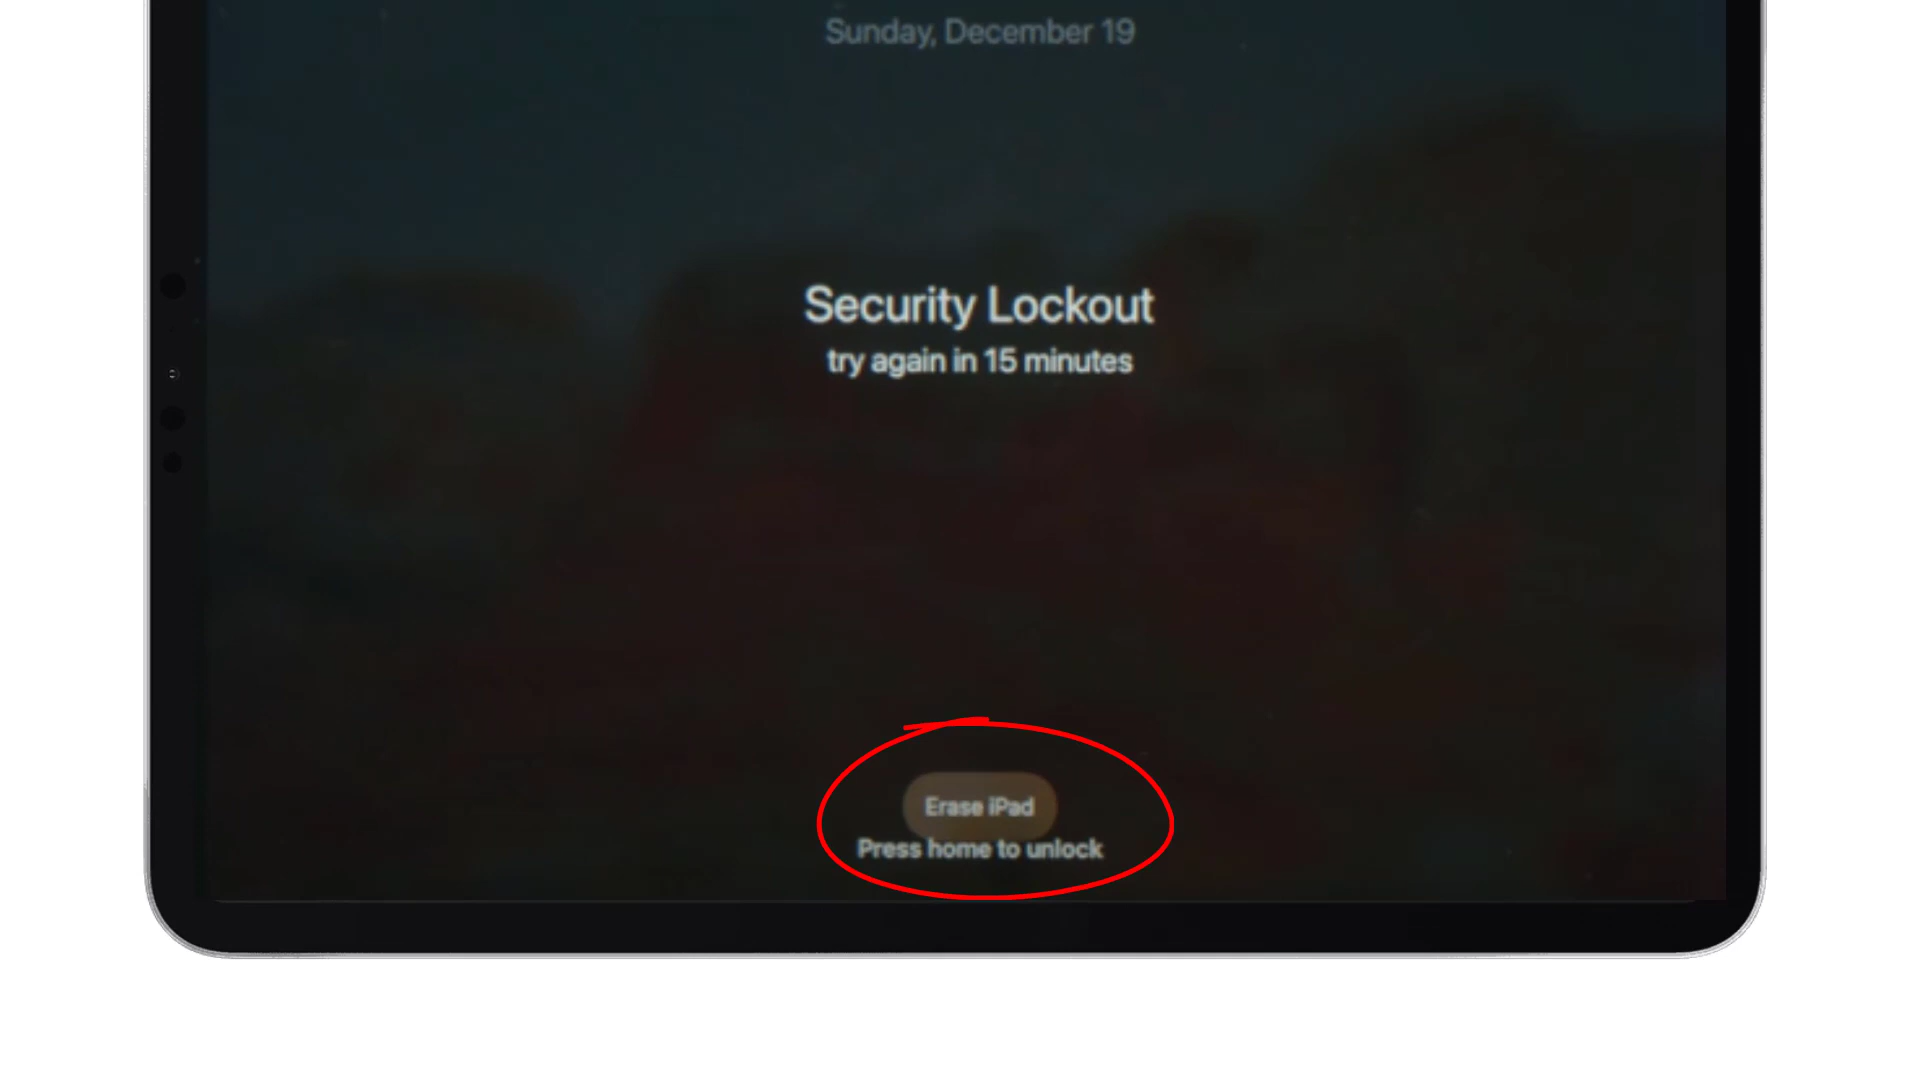 Sunday, December 19
Security Lockout
try again in 15 minutes
Erase iPad
Press home to unlock